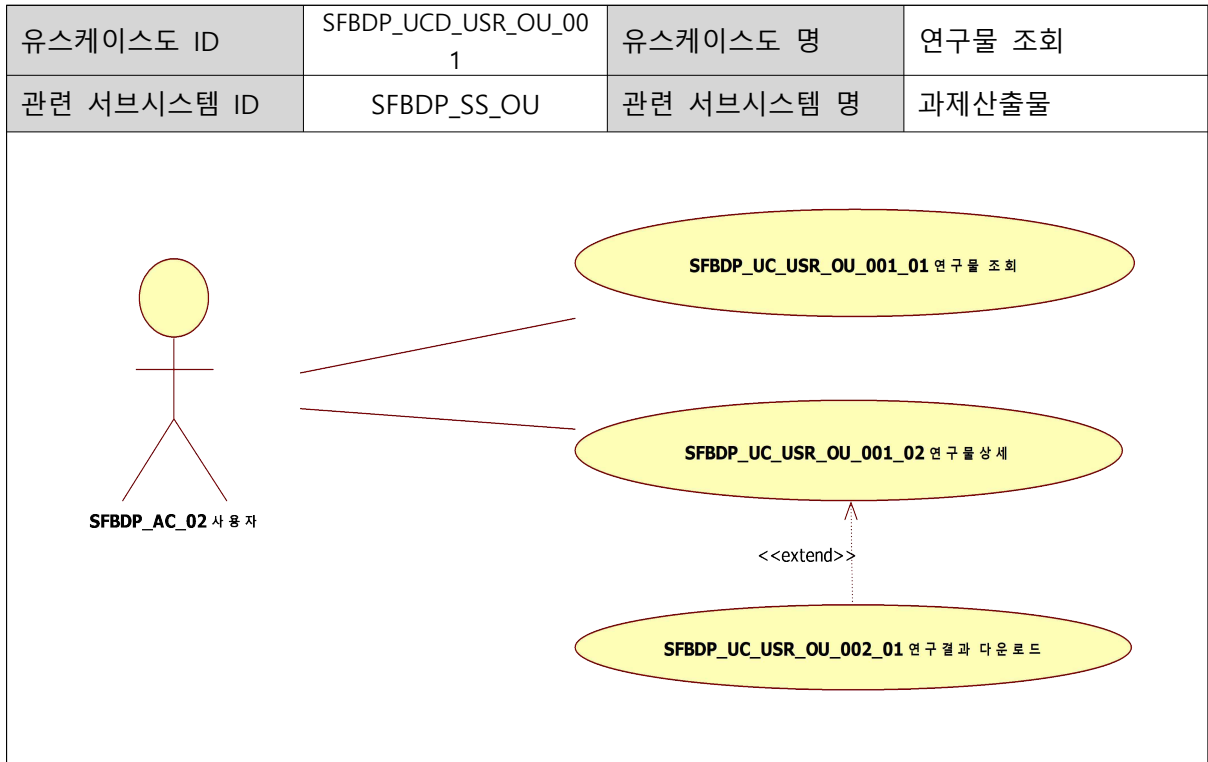 유스케이스도 ID
SFBDP_UCD_USR_OU_00
1
유스케이스도 명
연구물 조회
관련 서브시스템 ID
SFBDP_SS_OU
관련 서브시스템 명
과제산출물
SFBDP_UC_USR_OU_001_01 연구물 조회
SFBDP_UC_USR_OU_001_02 연구물상세
SFBDP_AC_02 사용자
<<extend>>
SFBDP_UC_USR_OU_002_01 연구결과 다운로드